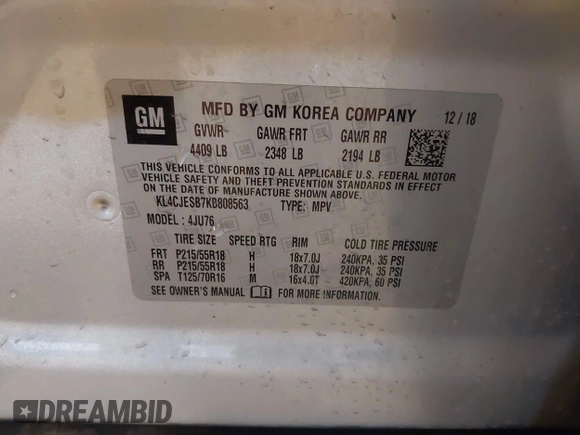 GM
MFD BY GM KOREA COMPANY 12 / 18
GVWR GAWR FRT GAWR RR
4409 LB 2348 LB 2194 LB
THIS VEHICLE CONFORMS TO ALL APPLICABLE U.S. FEDERAL MOTOR
VEHICLE SAFETY AND THEFT PREVENTION STANDARDS IN EFFECT
ON THE DATE OF MANUFACTURE SHOWN ABOVE.
KL4CJESB7KB808563 TYPE: MPV
MODEL: 4JU76
TIRE SIZE SPEED RTG RIM COLD TIRE PRESSURE
FRT P215/55R18 H 18x7.0J 240KPA, 35 PSI
RR P215/55R18 H 18x7.0J 240KPA, 35 PSI
SPA T125/70R16 M 16x4.0T 420KPA, 60 PSI
SEE OWNER'S MANUAL FOR MORE INFORMATION.
DREAMBID